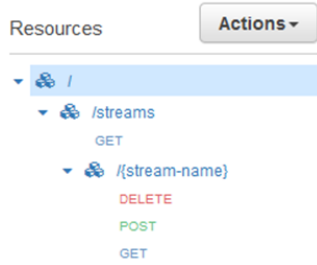 Resources
Actions
/
/streams
GET
/{stream-name}
DELETE
POST
GET